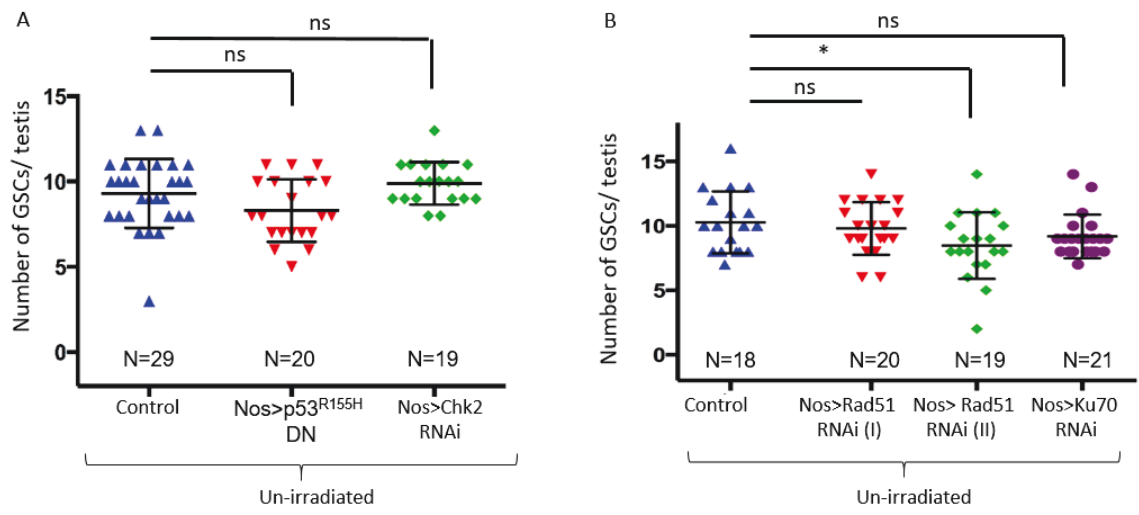 A
ns
ns
Number of GSCs/ testis
15
10
5
0
N=29
N=20
N=19
Control
Nos>p53R155H
DN
Nos>Chk2
RNAi
Un-irradiated
B
ns
*
ns
Number of GSCs/ testis
15
10
5
0
N=18
N=20
N=19
N=21
Control
Nos>Rad51
RNAi (I)
Nos> Rad51
RNAi (II)
Nos>Ku70
RNAi
Un-irradiated